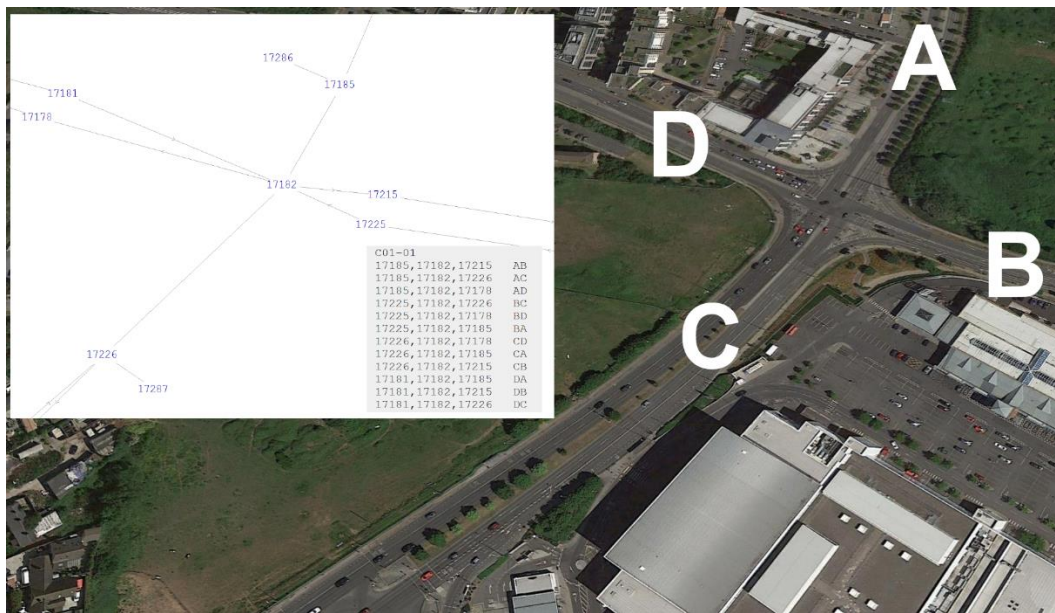 A
17286
17185
17181
17178
D
17182
17215
17225
B
C01-01
17185,17182,17215 AB
17185,17182,17226 AC
17185,17182,17178 AD
17225,17182,17226 BC
17225,17182,17178 BD
17225,17182,17185 BA
17226,17182,17178 CD
17226,17182,17185 CA
17226,17182,17215 CB
17181,17182,17185 DA
17181,17182,17215 DB
17181,17182,17226 DC
C
17226
17287